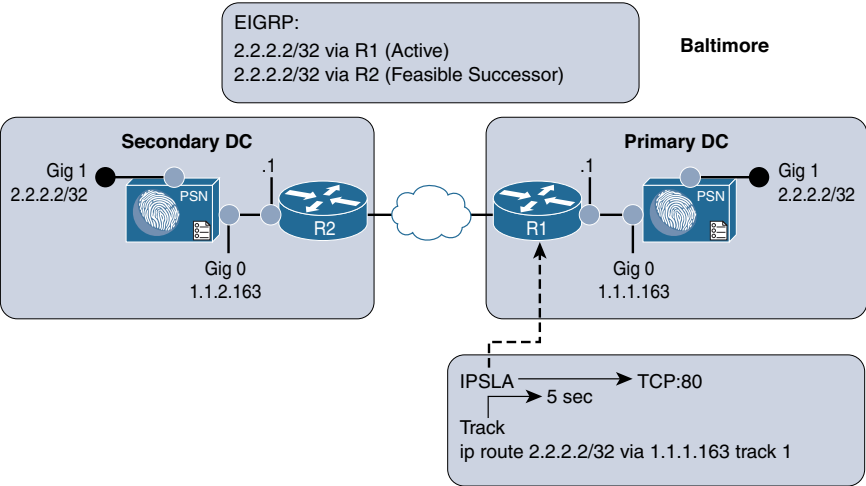 EIGRP:
2.2.2.2/32 via R1 (Active)
2.2.2.2/32 via R2 (Feasible Successor)
Baltimore
Secondary DC
Gig 1
2.2.2.2/32
PSN
.1
R2
Gig 0
1.1.2.163
Primary DC
.1
R1
PSN
Gig 1
2.2.2.2/32
Gig 0
1.1.1.163
IPSLA TCP:80
5 sec
Track
ip route 2.2.2.2/32 via 1.1.1.163 track 1